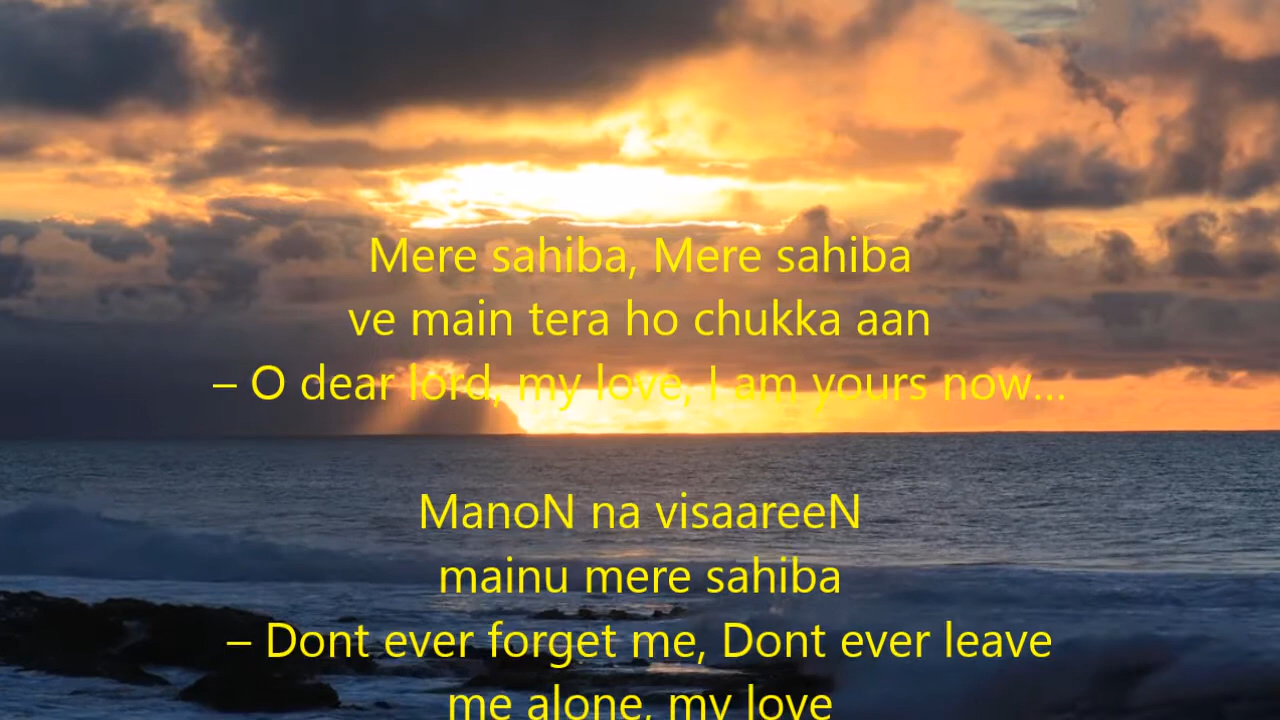 Mere sahiba, Mere sahiba
ve main tera ho chukka aan
– O dear lord, my love, I am yours now...
ManoN na visaareeN
mainu mere sahiba
– Dont ever forget me, Dont ever leave
me alone, my love